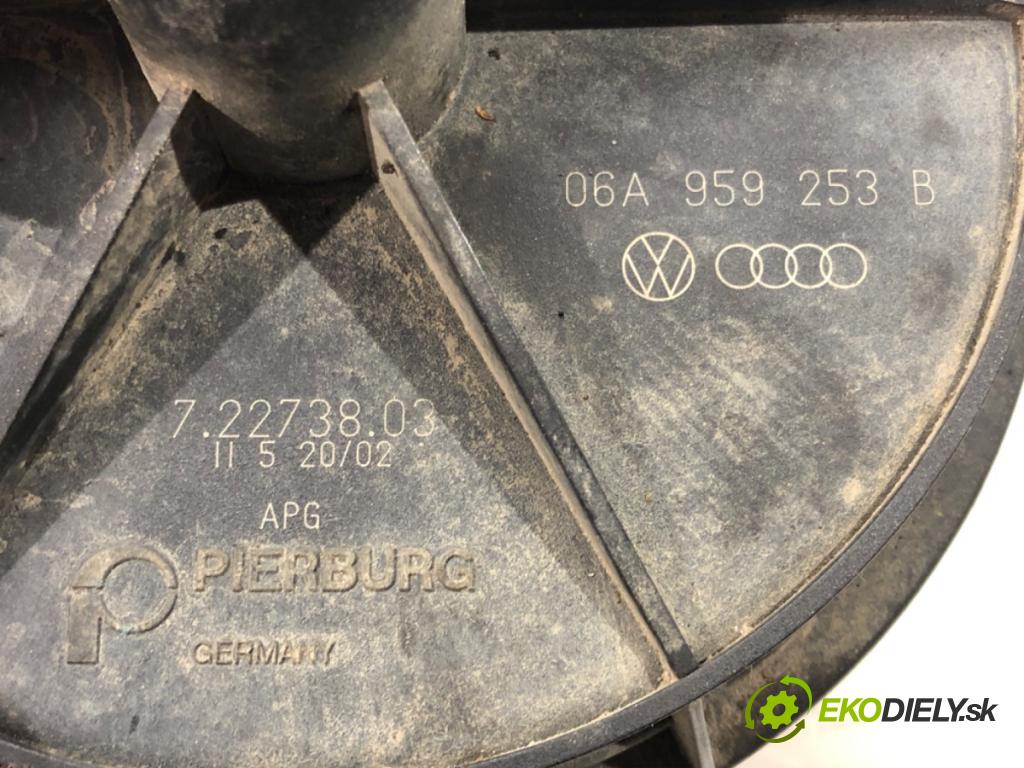 06A 959 253 B
7.22738.03
II 5 20/02
APG
PIERBURG
GERMANY
EKODIELY.sk